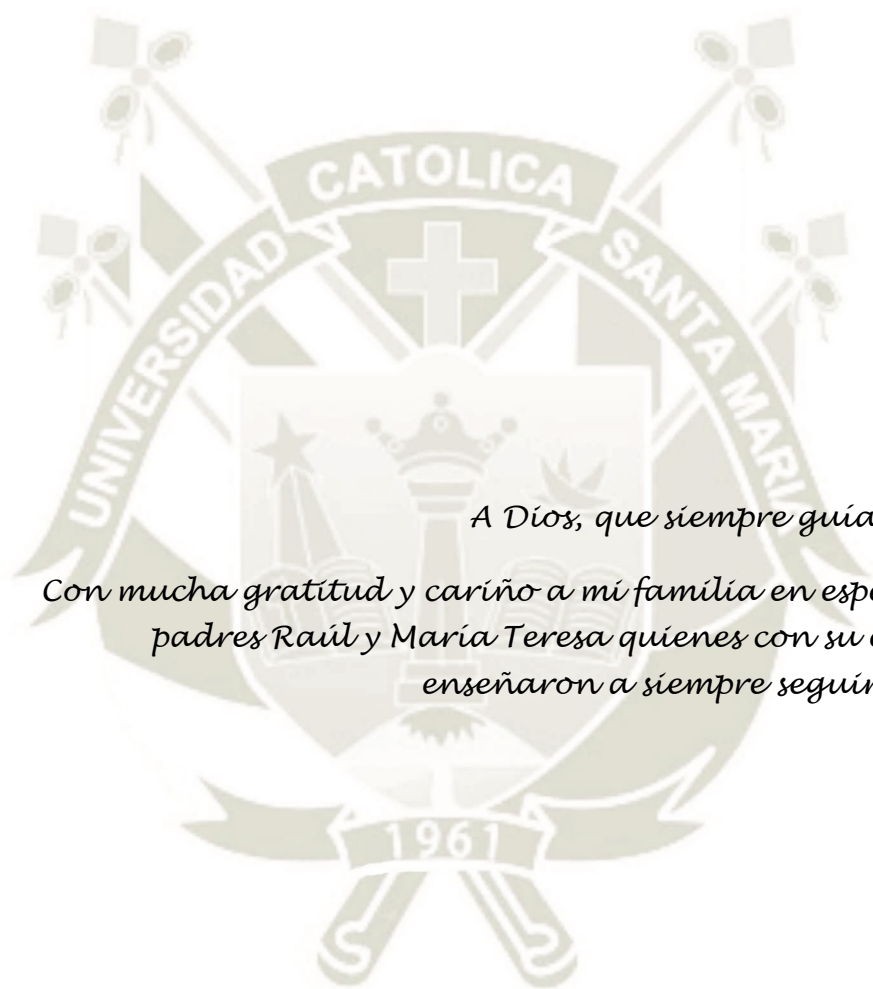 UNIVERSIDAD CATOLICA SANTA MARIA
A Dios, que siempre guía
Con mucha gratitud y cariño a mi familia en espe
padres Raúl y María Teresa quienes con su
enseñaron a siempre seguir
1961